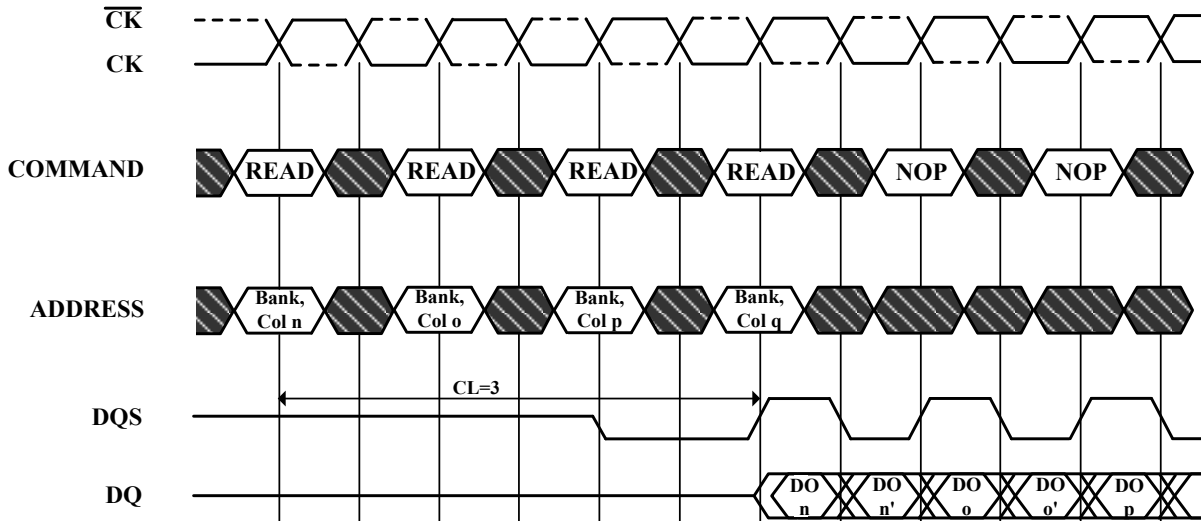 CK
CK
COMMAND READ READ READ READ NOP NOP
ADDRESS Bank, Col n Bank, Col o Bank, Col p Bank, Col q
CL=3
DQS
DQ DO n DO n' DO o DO o' DO p